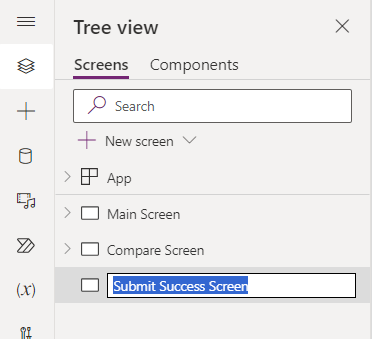 Tree view
Screens Components
Search
New screen
App
Main Screen
Compare Screen
Submit Success Screen
(x)